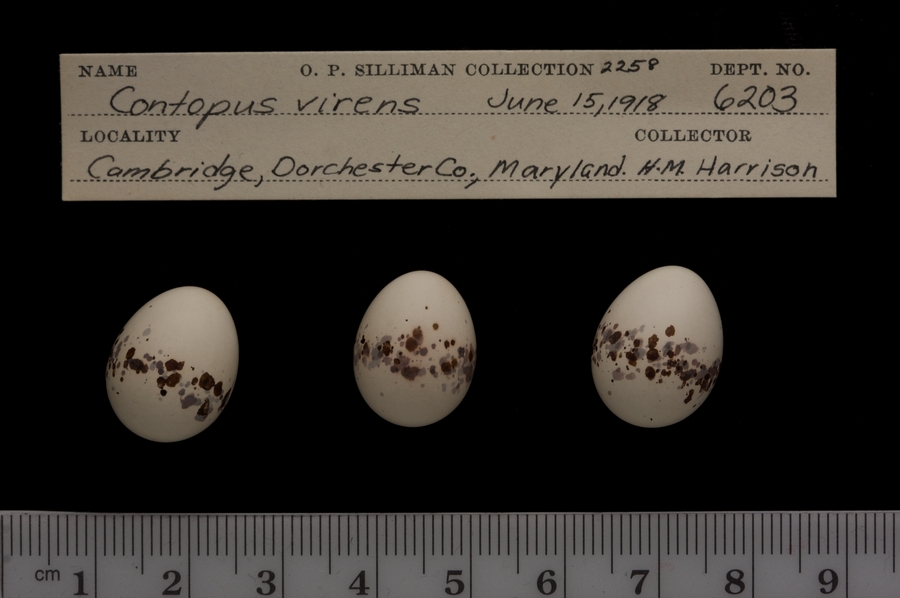 NAME O. P. SILLIMAN COLLECTION 2258 DEPT. NO.
Contopus virens June 15, 1918 6203
LOCALITY COLLECTOR
Cambridge, Dorchester Co., Maryland. H.M. Harrison
cm 1 2 3 4 5 6 7 8 9